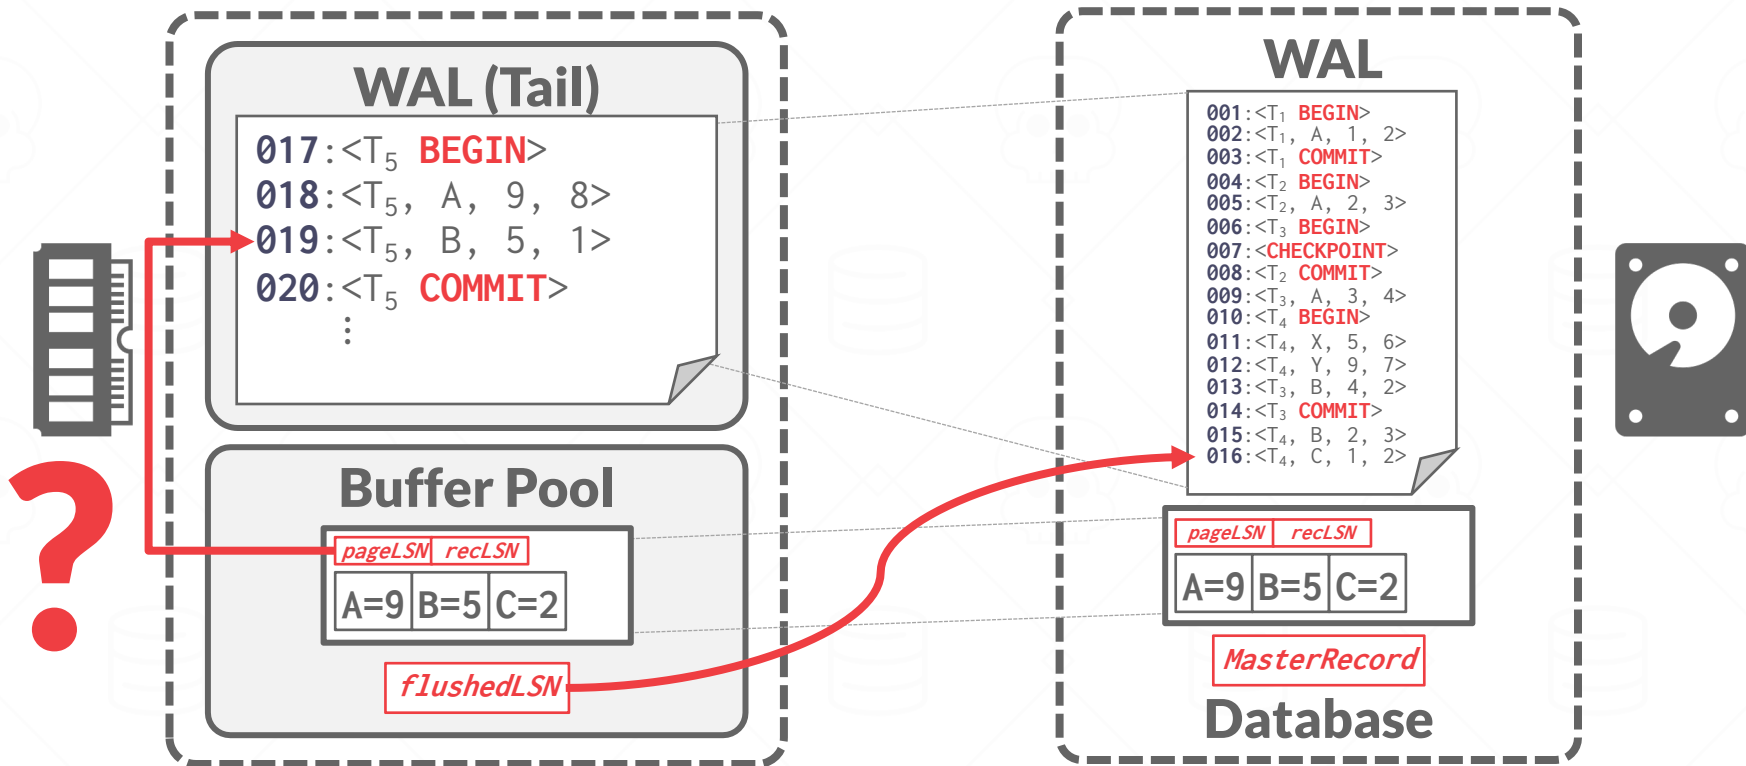 WAL (Tail)
017:<T5 BEGIN>
018:<T5, A, 9, 8>
019:<T5, B, 5, 1>
020:<T5 COMMIT>
⋮
?
Buffer Pool
pageLSN recLSN
A=9 B=5 C=2
flushedLSN
WAL
001:<T1 BEGIN>
002:<T1, A, 1, 2>
003:<T1 COMMIT>
004:<T2 BEGIN>
005:<T2, A, 2, 3>
006:<T3 BEGIN>
007:<CHECKPOINT>
008:<T2 COMMIT>
009:<T3, A, 3, 4>
010:<T4 BEGIN>
011:<T4, X, 5, 6>
012:<T4, Y, 9, 7>
013:<T3, B, 4, 2>
014:<T3 COMMIT>
015:<T4, B, 2, 3>
016:<T4, C, 1, 2>
pageLSN recLSN
A=9 B=5 C=2
MasterRecord
Database